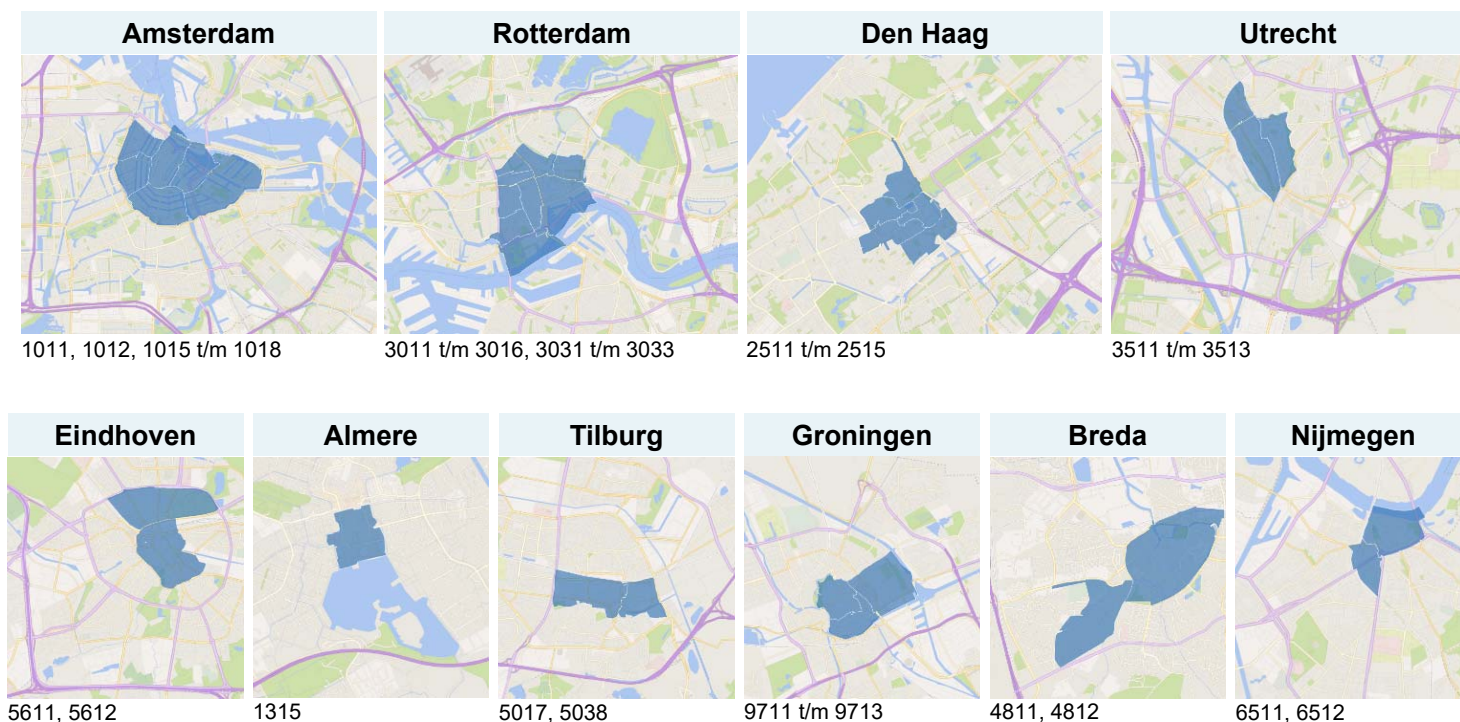 Amsterdam
Rotterdam
Den Haag
Utrecht
1011, 1012, 1015 t/m 1018
3011 t/m 3016, 3031 t/m 3033
2511 t/m 2515
3511 t/m 3513
Eindhoven
Almere
Tilburg
Groningen
Breda
Nijmegen
5611, 5612
1315
5017, 5038
9711 t/m 9713
4811, 4812
6511, 6512